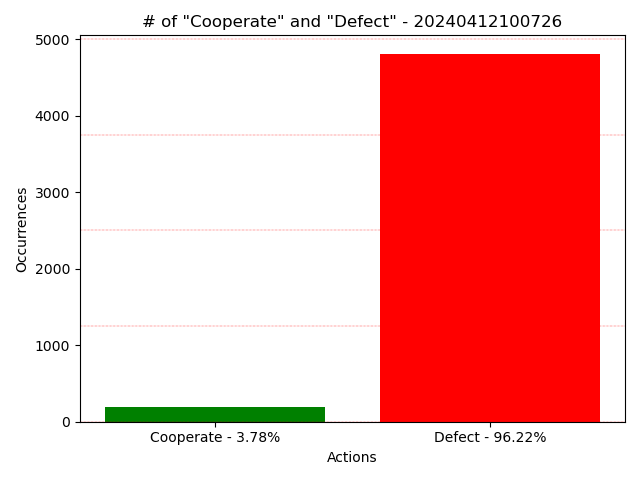 # of "Cooperate" and "Defect" - 20240412100726
5000
4000
3000
2000
1000
0
Occurrences
Cooperate - 3.78%
Defect - 96.22%
Actions